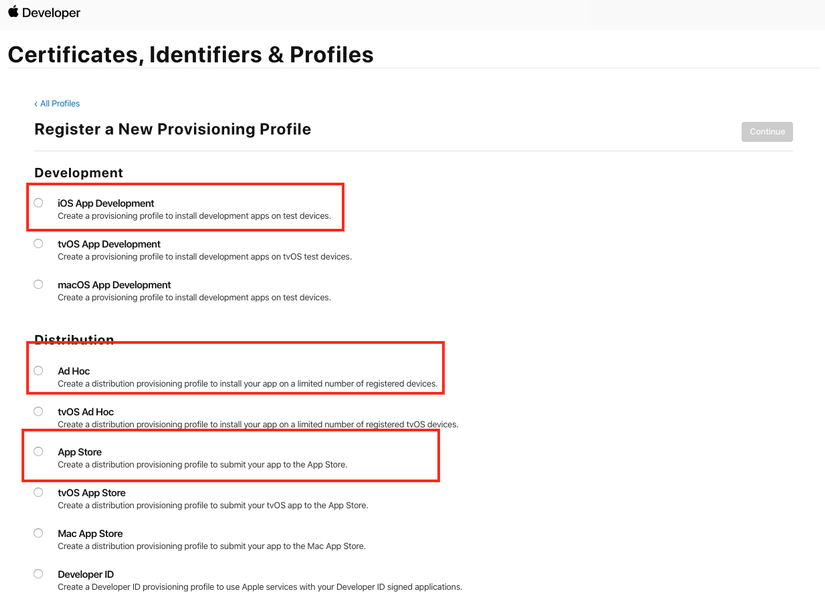 Developer
Certificates, Identifiers & Profiles
‹ All Profiles
Register a New Provisioning Profile
Continue
Development
iOS App Development
Create a provisioning profile to install development apps on test devices.
tvOS App Development
Create a provisioning profile to install development apps on tvOS test devices.
macOS App Development
Create a provisioning profile to install development apps on test devices.
Distribution
Ad Hoc
Create a distribution provisioning profile to install your app on a limited number of registered devices.
tvOS Ad Hoc
Create a distribution provisioning profile to install your app on a limited number of registered tvOS devices.
App Store
Create a distribution provisioning profile to submit your app to the App Store.
tvOS App Store
Create a distribution provisioning profile to submit your tvOS app to the App Store.
Mac App Store
Create a distribution provisioning profile to submit your app to the Mac App Store.
Developer ID
Create a Developer ID provisioning profile to use Apple services with your Developer ID signed applications.